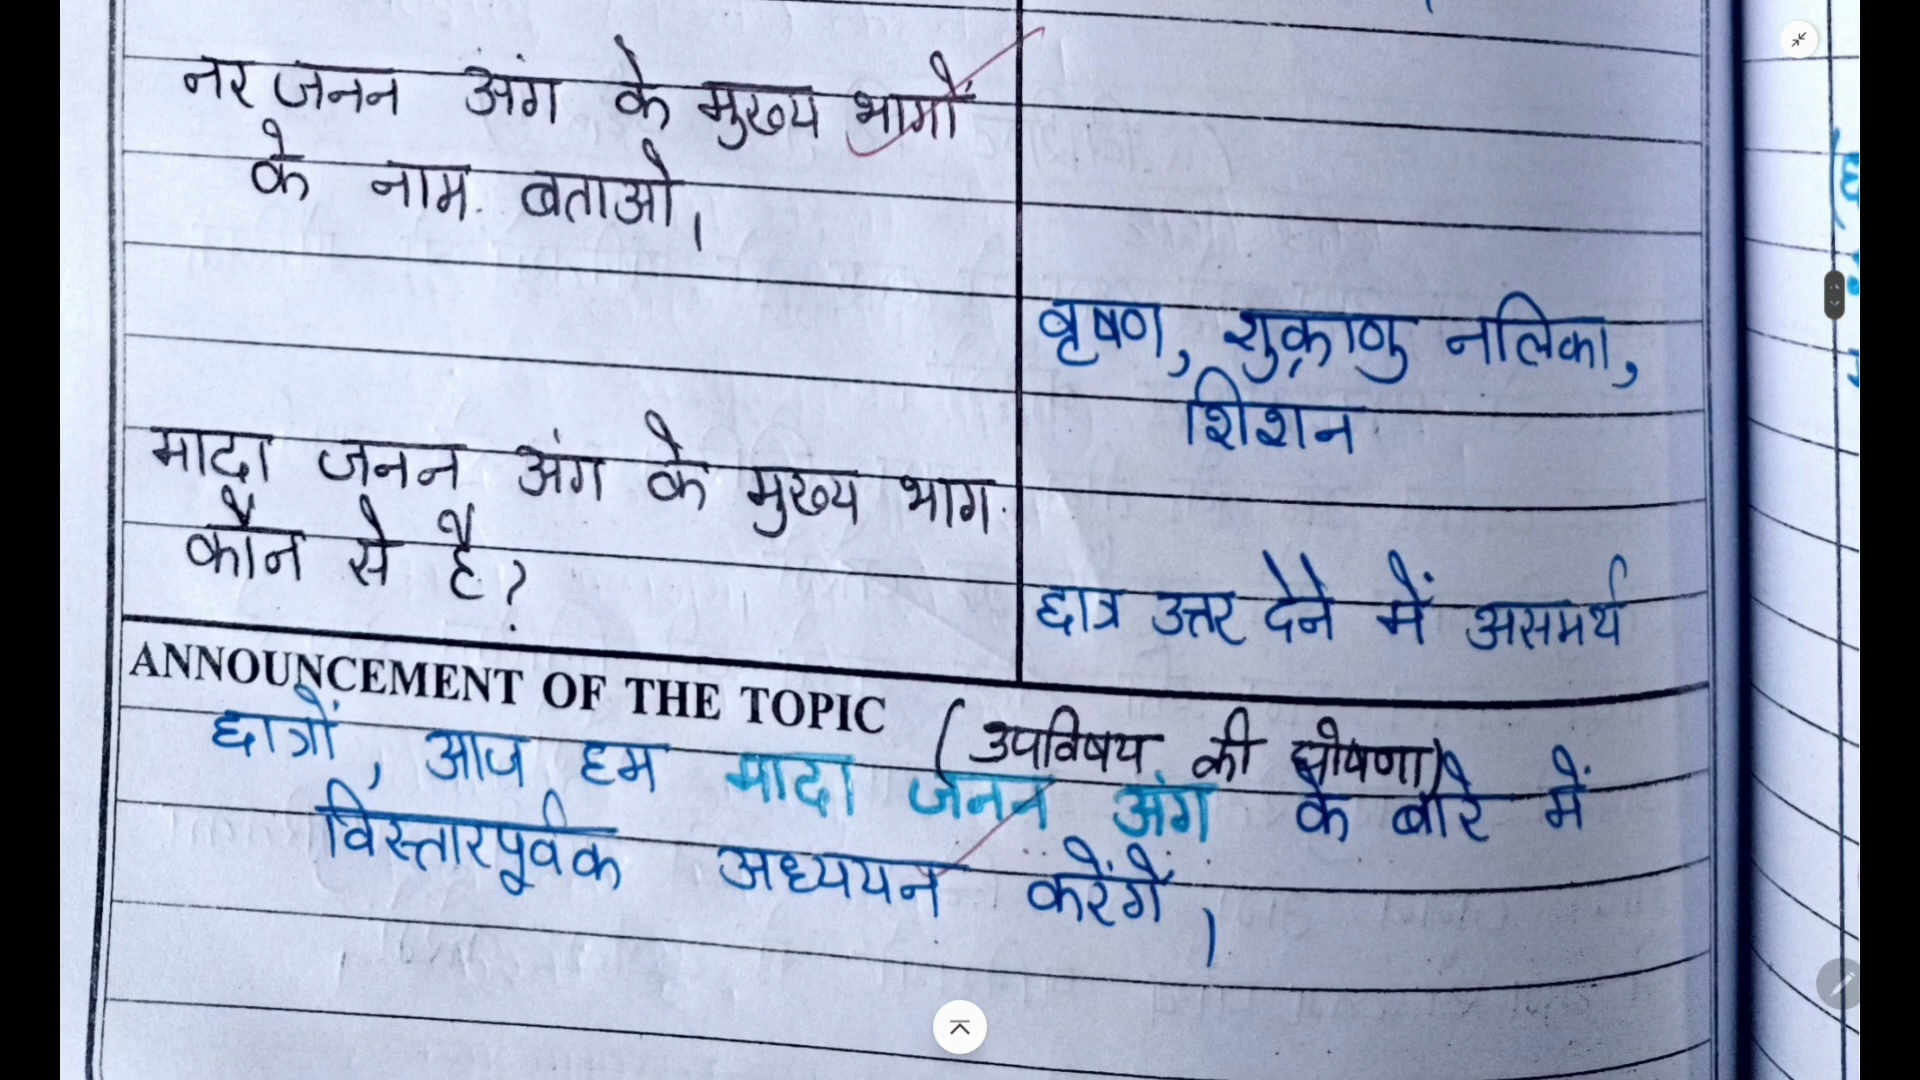 नर जनन अंग के मुख्य भागों
के नाम बताओ।
वृषण, शुक्राणु नलिका,
शिशन
मादा जनन अंग के मुख्य भाग
कौन से है?
छात्र उत्तर देने में असमर्थ
ANNOUNCEMENT OF THE TOPIC (उपविषय की घोषणा)
छात्रों, आज हम मादा जनन अंग के बारे में
विस्तारपूर्वक अध्ययन करेंगें।